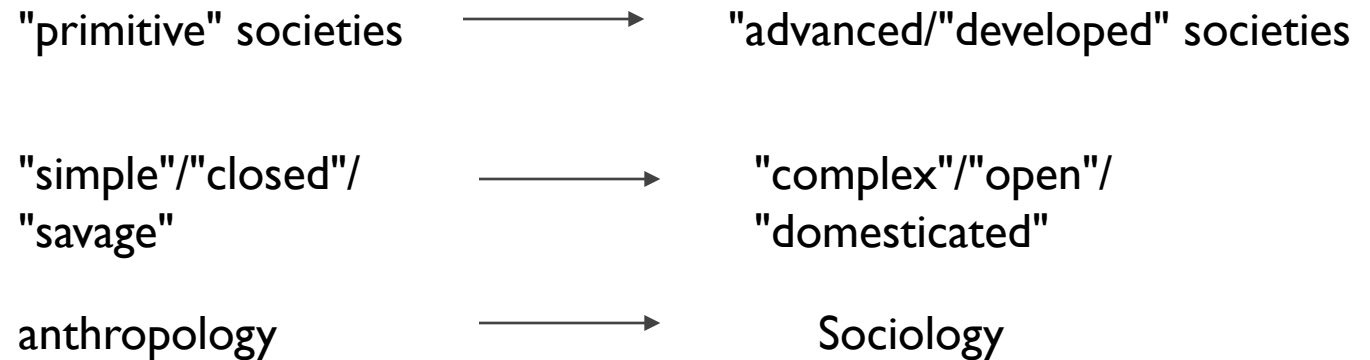 "primitive" societies "advanced/"developed" societies
"simple"/"closed"/ "complex"/"open"/
"savage" "domesticated"
anthropology Sociology